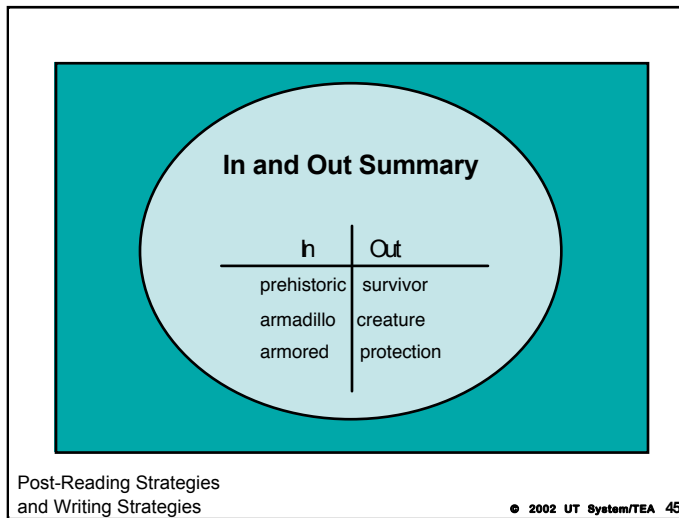 In and Out Summary
In Out
prehistoric survivor
armadillo creature
armored protection
Post-Reading Strategies
and Writing Strategies
© 2002 UT System/TEA 45